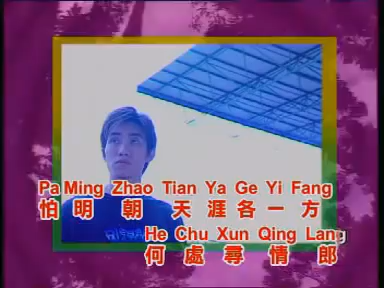 Pa Ming Zhao Tian Ya Ge Yi Fang
怕 明 朝 天 涯 各 一 方
He Chu Xun Qing Lang
何 處 尋 情 郎